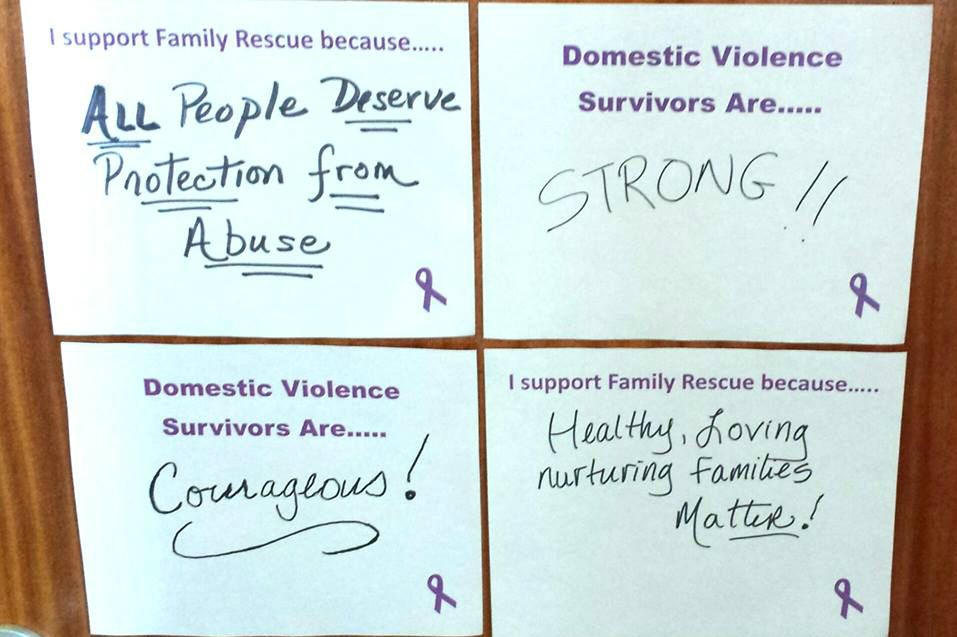 I support Family Rescue because.....
ALL People Deserve
Protection from
Abuse
Domestic Violence
Survivors Are.....
STRONG!!
Domestic Violence
Survivors Are.....
Courageous!
I support Family Rescue because.....
Healthy, Loving
nurturing families
Matter!